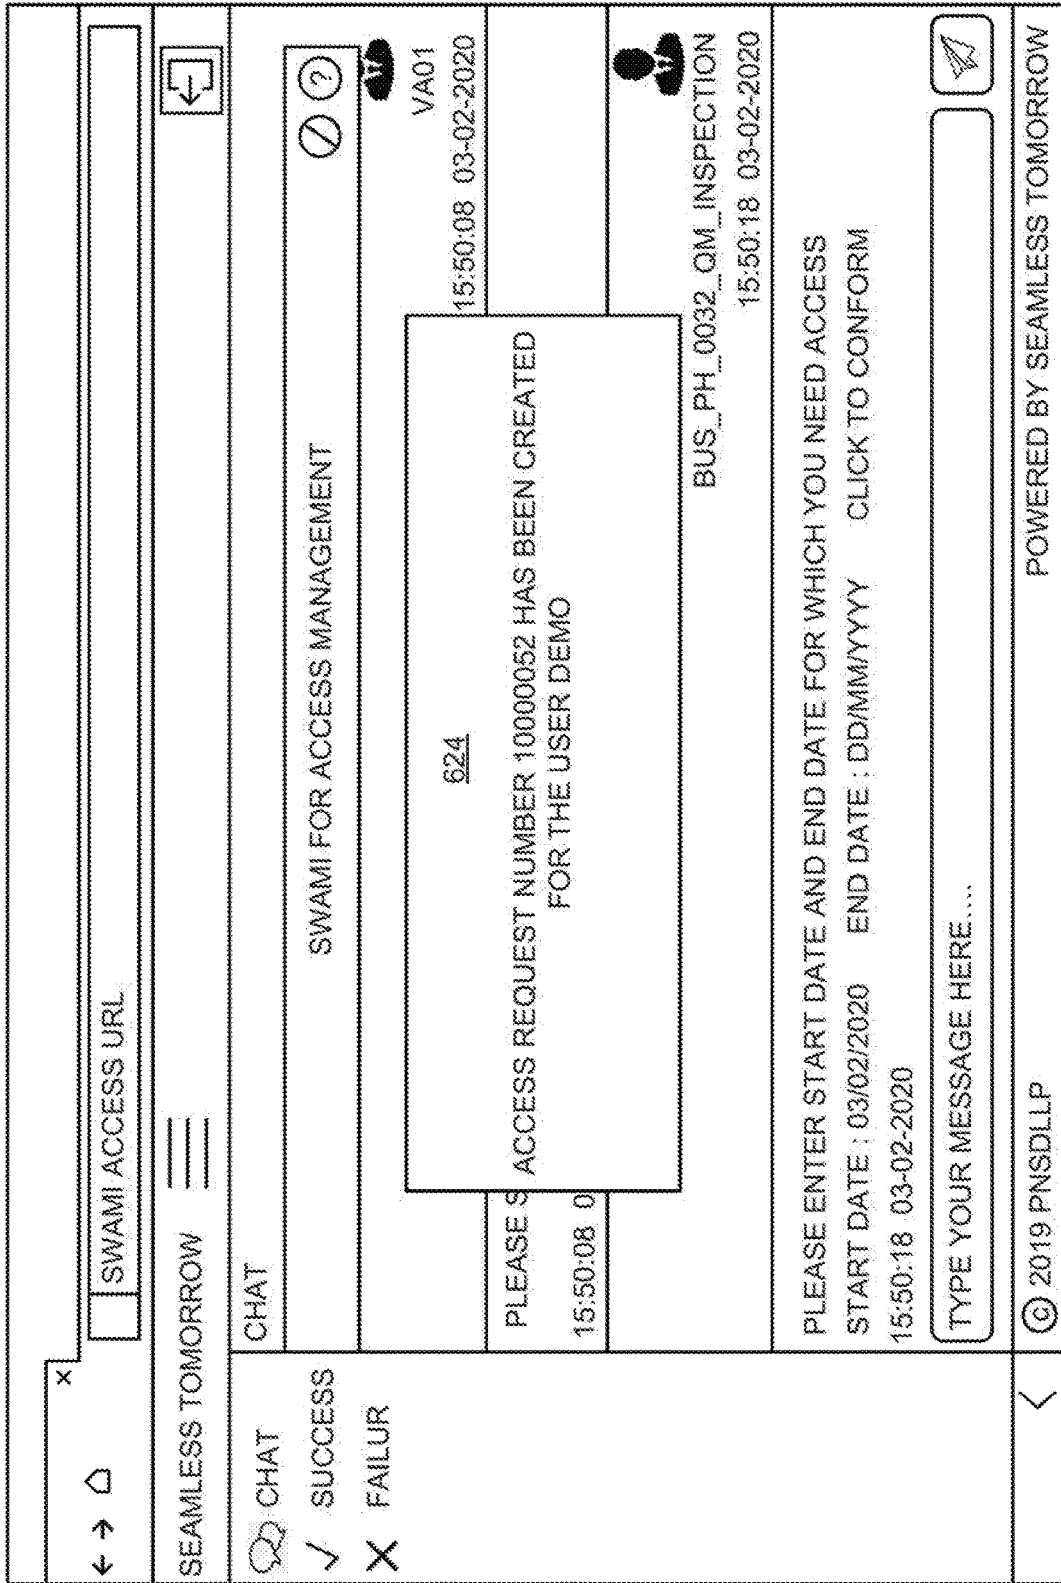 ×
SWAMI ACCESS URL
SEAMLESS TOMORROW
CHAT
SUCCESS
FAILUR
CHAT
SWAMI FOR ACCESS MANAGEMENT
?
VA01
15:50:08 03-02-2020
624
ACCESS REQUEST NUMBER 10000052 HAS BEEN CREATED
FOR THE USER DEMO
PLEASE S
15:50:08 0
BUS_PH_0032_QM_INSPECTION
15:50:18 03-02-2020
PLEASE ENTER START DATE AND END DATE FOR WHICH YOU NEED ACCESS
START DATE : 03/02/2020 END DATE : DD/MM/YYYY CLICK TO CONFORM
15:50:18 03-02-2020
TYPE YOUR MESSAGE HERE....
© 2019 PNSDLLP
POWERED BY SEAMLESS TOMORROW